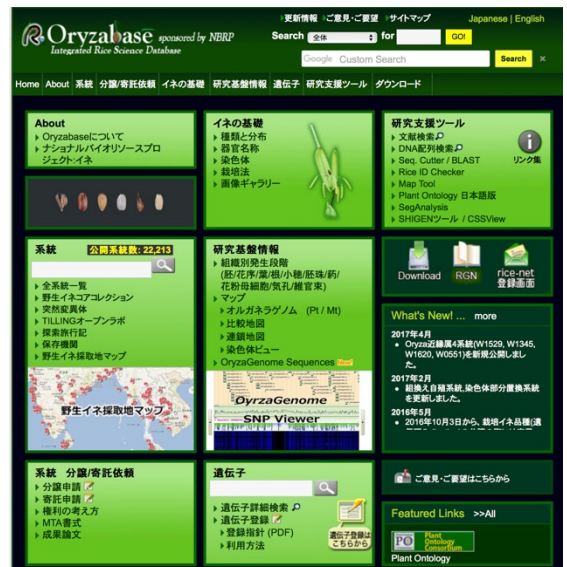 更新情報 ご意見・ご要望 サイトマップ Japanese | English
Oryzabase sponsored by NBRP
Integrated Rice Science Database
Search 全体 for GO!
Google Custom Search Search ×
Home About 系統 分譲/寄託依頼 イネの基礎 研究基盤情報 遺伝子 研究支援ツール ダウンロード
About
Oryzabaseについて
ナショナルバイオリソースプロ
ジェクト:イネ
イネの基礎
種類と分布
器官名称
染色体
栽培法
画像ギャラリー
研究支援ツール
文献検索
DNA配列検索
Seq. Cutter / BLAST
Rice ID Checker
Map Tool
Plant Ontology 日本語版
SegAnalysis
SHIGENツール / CSSView
リンク集
系統 公開系統数: 22,213
全系統一覧
野生イネコアコレクション
突然変異体
TILLINGオープンラボ
探索旅行記
保存機関
野生イネ採取地マップ
野生イネ採取地マップ
研究基盤情報
組織別発生段階
(胚/花序/葉/根/小穂/胚珠/葯/
花粉母細胞/気孔/維管束)
マップ
オルガネラゲノム (Pt / Mt)
比較地図
連鎖地図
染色体ビュー
OryzaGenome Sequences New!
OyrzaGenome
SNP Viewer
Download RGN rice-net
登録画面
What's New! ... more
2017年4月
Oryza近縁属4系統(W1529, W1345,
W1620, W0551)を新規公開しまし
た。
2017年2月
組換え自殖系統,染色体部分置換系統
を更新しました。
2016年5月
2016年10月3日から、栽培イネ品種(遺
系統 分譲/寄託依頼
分譲申請
寄託申請
権利の考え方
MTA書式
成果論文
遺伝子
遺伝子詳細検索
遺伝子登録
登録指針 (PDF)
利用方法
遺伝子登録は
こちらから
ご意見・ご要望はこちらから
Featured Links >>All
PO Plant
Ontology
Consortium
Plant Ontology